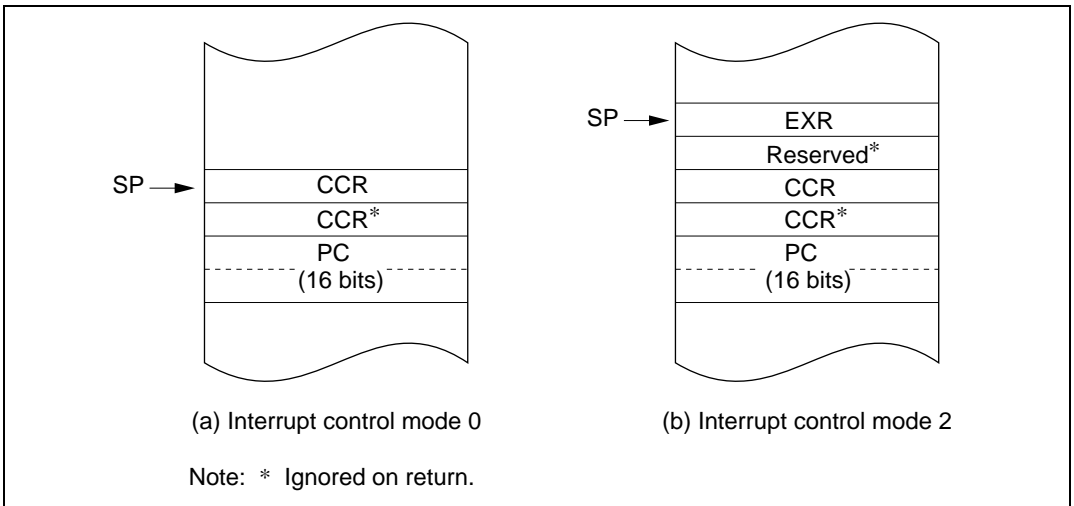 SP
CCR
CCR*
PC
(16 bits)
(a) Interrupt control mode 0
SP
EXR
Reserved*
CCR
CCR*
PC
(16 bits)
(b) Interrupt control mode 2
Note: * Ignored on return.